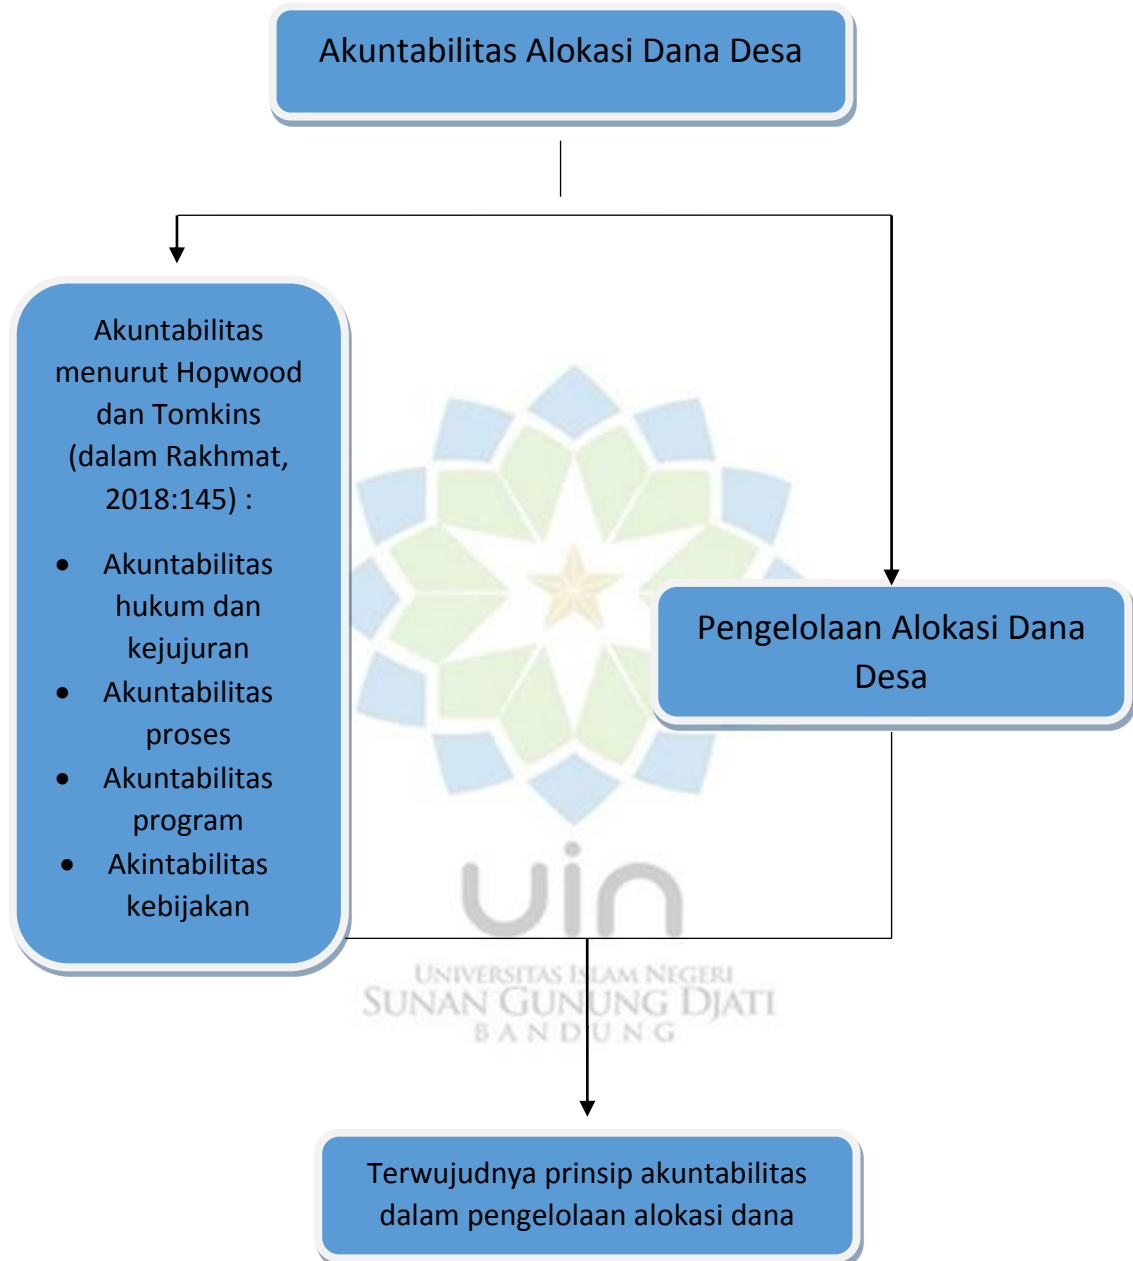 Akuntabilitas Alokasi Dana Desa
Akuntabilitas
menurut Hopwood
dan Tomkins
(dalam Rakhmat,
2018:145) :
• Akuntabilitas
hukum dan
kejujuran
• Akuntabilitas
proses
• Akuntabilitas
program
• Akintabilitas
kebijakan
Pengelolaan Alokasi Dana
Desa
uin
UNIVERSITAS ISLAM NEGERI
SUNAN GUNUNG DJATI
BANDUNG
Terwujudnya prinsip akuntabilitas
dalam pengelolaan alokasi dana